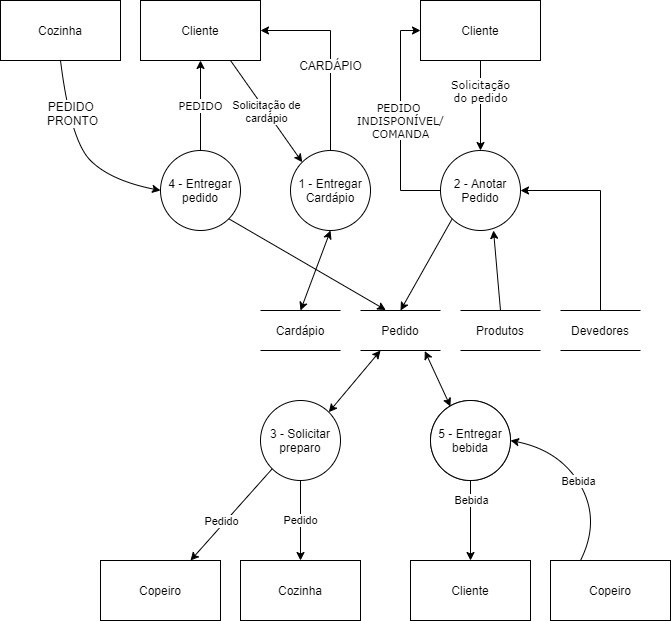 Cozinha
Cliente
Cliente
CARDÁPIO
PEDIDO
PRONTO
PEDIDO
Solicitação de
cardápio
PEDIDO
INDISPONÍVEL/
COMANDA
Solicitação
do pedido
4 - Entregar
pedido
1 - Entregar
Cardápio
2 - Anotar
Pedido
Cardápio
Pedido
Produtos
Devedores
3 - Solicitar
preparo
5 - Entregar
bebida
Pedido
Pedido
Bebida
Bebida
Copeiro
Cozinha
Cliente
Copeiro